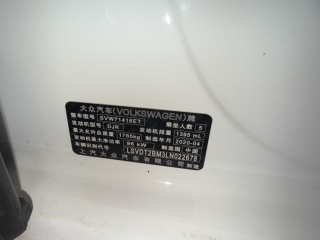 大众汽车(VOLKSWAGEN)牌
整车型号 SVW71416ET 乘坐人数 5
发动机型号 DJR 发动机排量 1395 mL
最大允许总质量 1765kg 制造年月 2020-04
发动机最大净功率 96 kW 制造国 中国
车辆识别代号 LSVDT2BM3LN022678
上汽大众汽车有限公司 制造